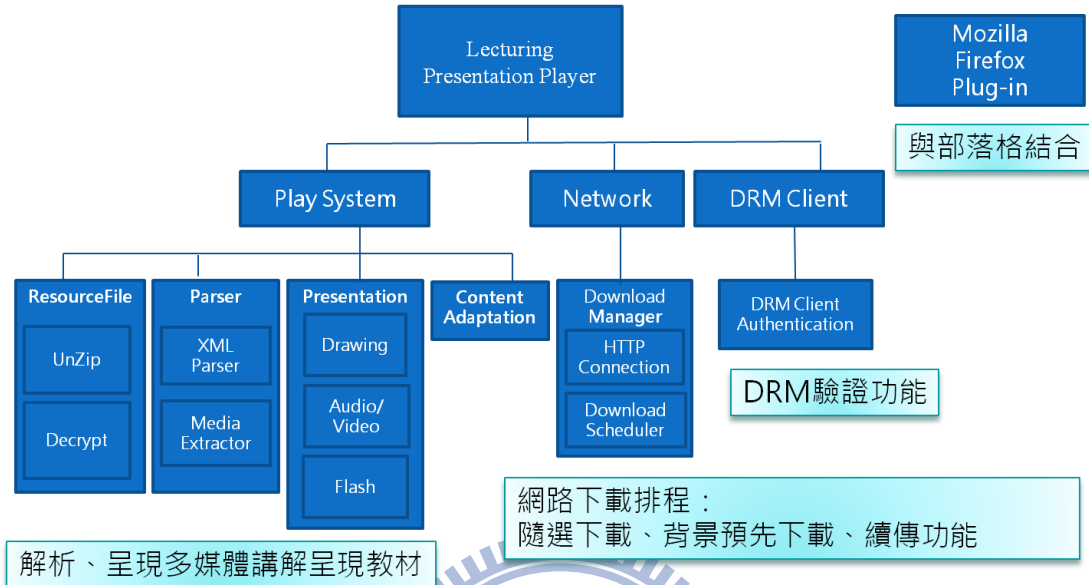 Lecturing
Presentation Player
Mozilla
Firefox
Plug-in
與部落格結合
Play System
Network
DRM Client
ResourceFile
UnZip
Decrypt
Parser
XML
Parser
Media
Extractor
Presentation
Drawing
Audio/
Video
Flash
Content
Adaptation
Download
Manager
HTTP
Connection
Download
Scheduler
DRM Client
Authentication
DRM驗證功能
網路下載排程：
隨選下載、背景預先下載、續傳功能
解析、呈現多媒體講解呈現教材